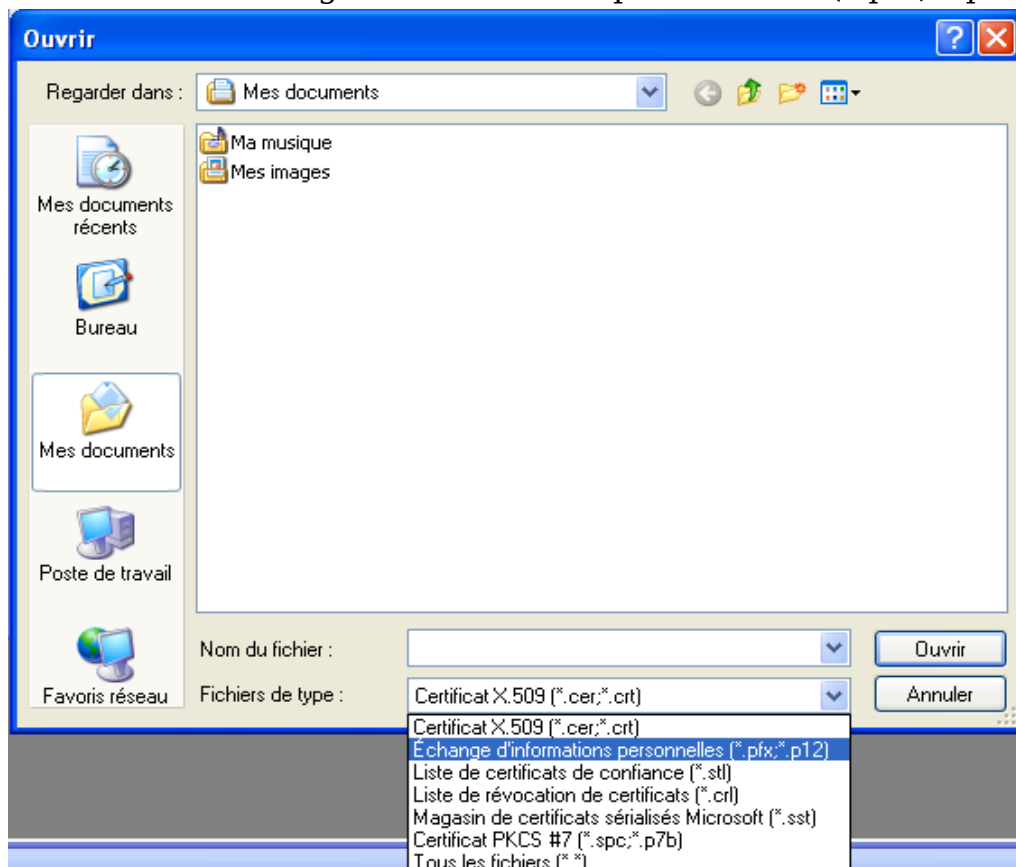 Ouvrir
Regarder dans : Mes documents
Ma musique
Mes images
Mes documents
récents
Bureau
Mes documents
Poste de travail
Favoris réseau
Nom du fichier : Ouvrir
Fichiers de type : Certificat X.509 (*.cer;*.crt) Annuler
Certificat X.509 (*.cer;*.crt)
Échange d'informations personnelles (*.pfx;*.p12)
Liste de certificats de confiance (*.stl)
Liste de révocation de certificats (*.crl)
Magasin de certificats sérialisés Microsoft (*.sst)
Certificat PKCS #7 (*.spc;*.p7b)
Tous les fichiers (*.*)